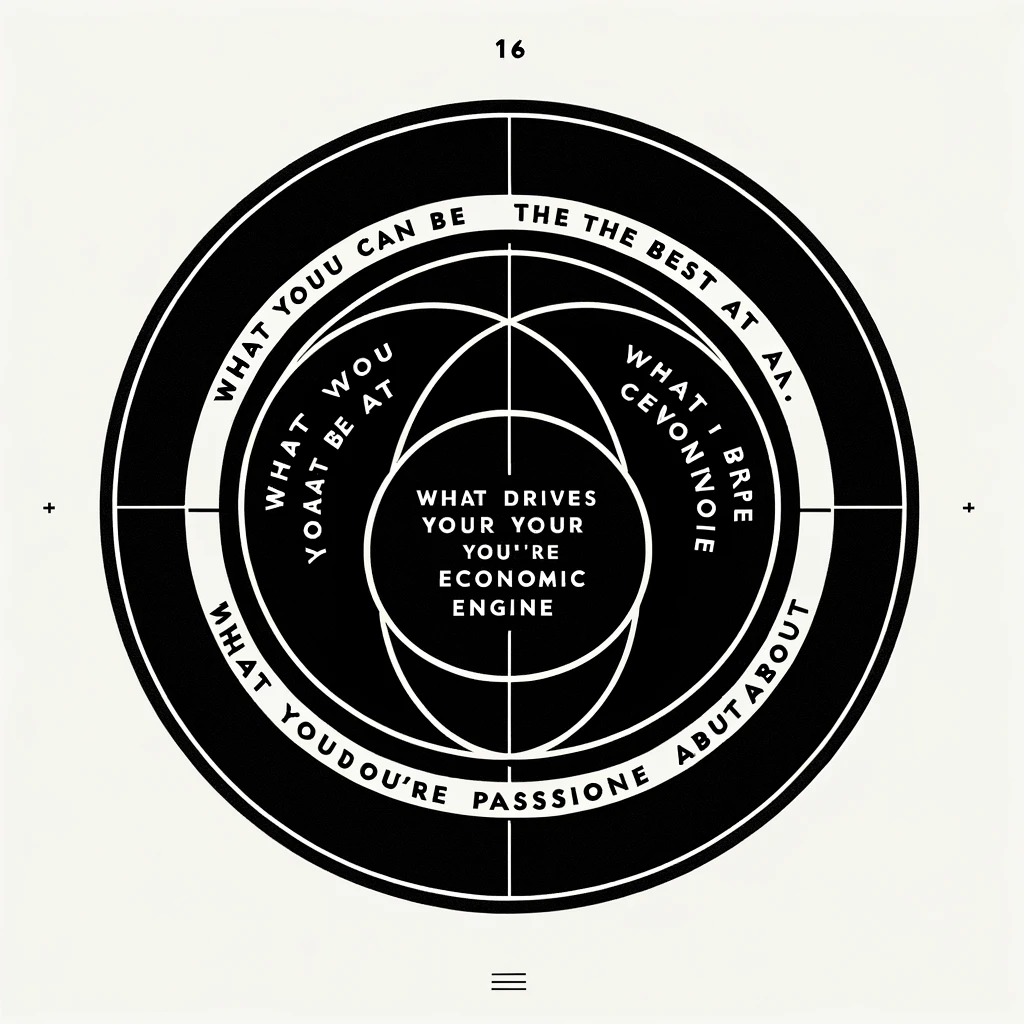 16
WHAT YOUU CAN BE THE THE BEST AT AA.
WHAT WOU
YOAAT BE AT
WHAT I BRPE
CEVONNOIE
WHAT DRIVES
YOUR YOUR
YOU''RE
ECONOMIC
ENGINE
WHAT YOUDOU'RE PASSSIONE ABUT ABOUT